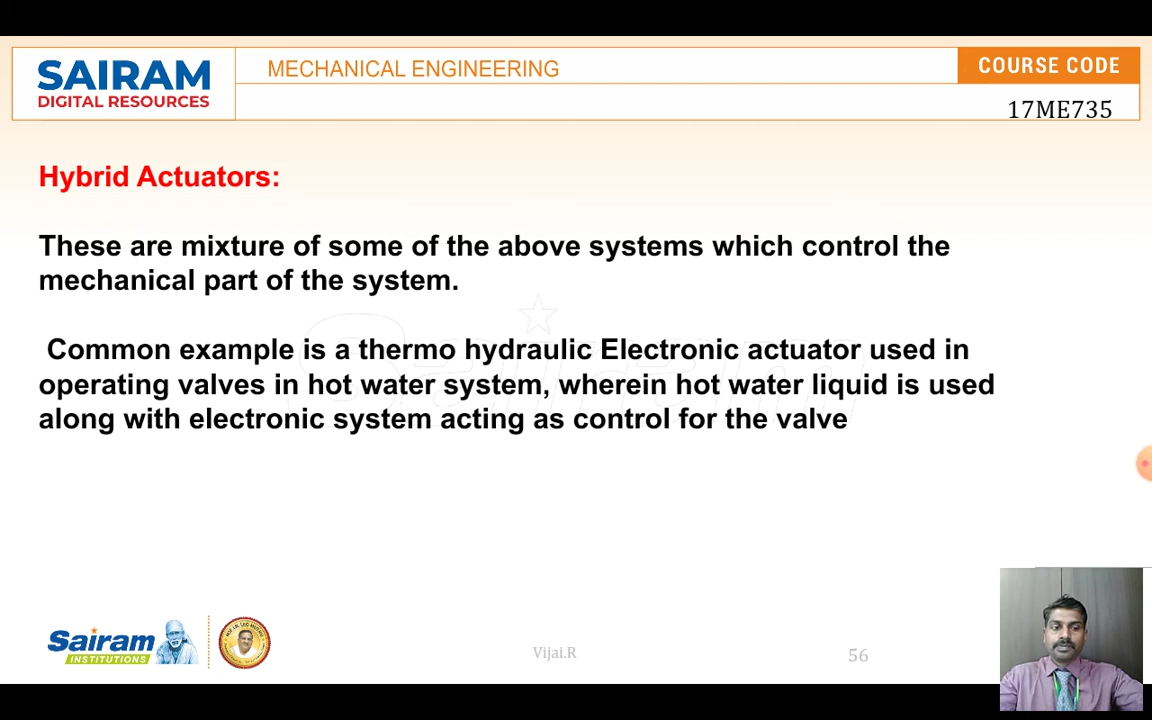 SAIRAM
DIGITAL RESOURCES
MECHANICAL ENGINEERING
COURSE CODE
17ME735
Hybrid Actuators:
These are mixture of some of the above systems which control the
mechanical part of the system.
Common example is a thermo hydraulic Electronic actuator used in
operating valves in hot water system, wherein hot water liquid is used
along with electronic system acting as control for the valve
Sairam
Sairam
INSTITUTIONS
Vijai.R
56